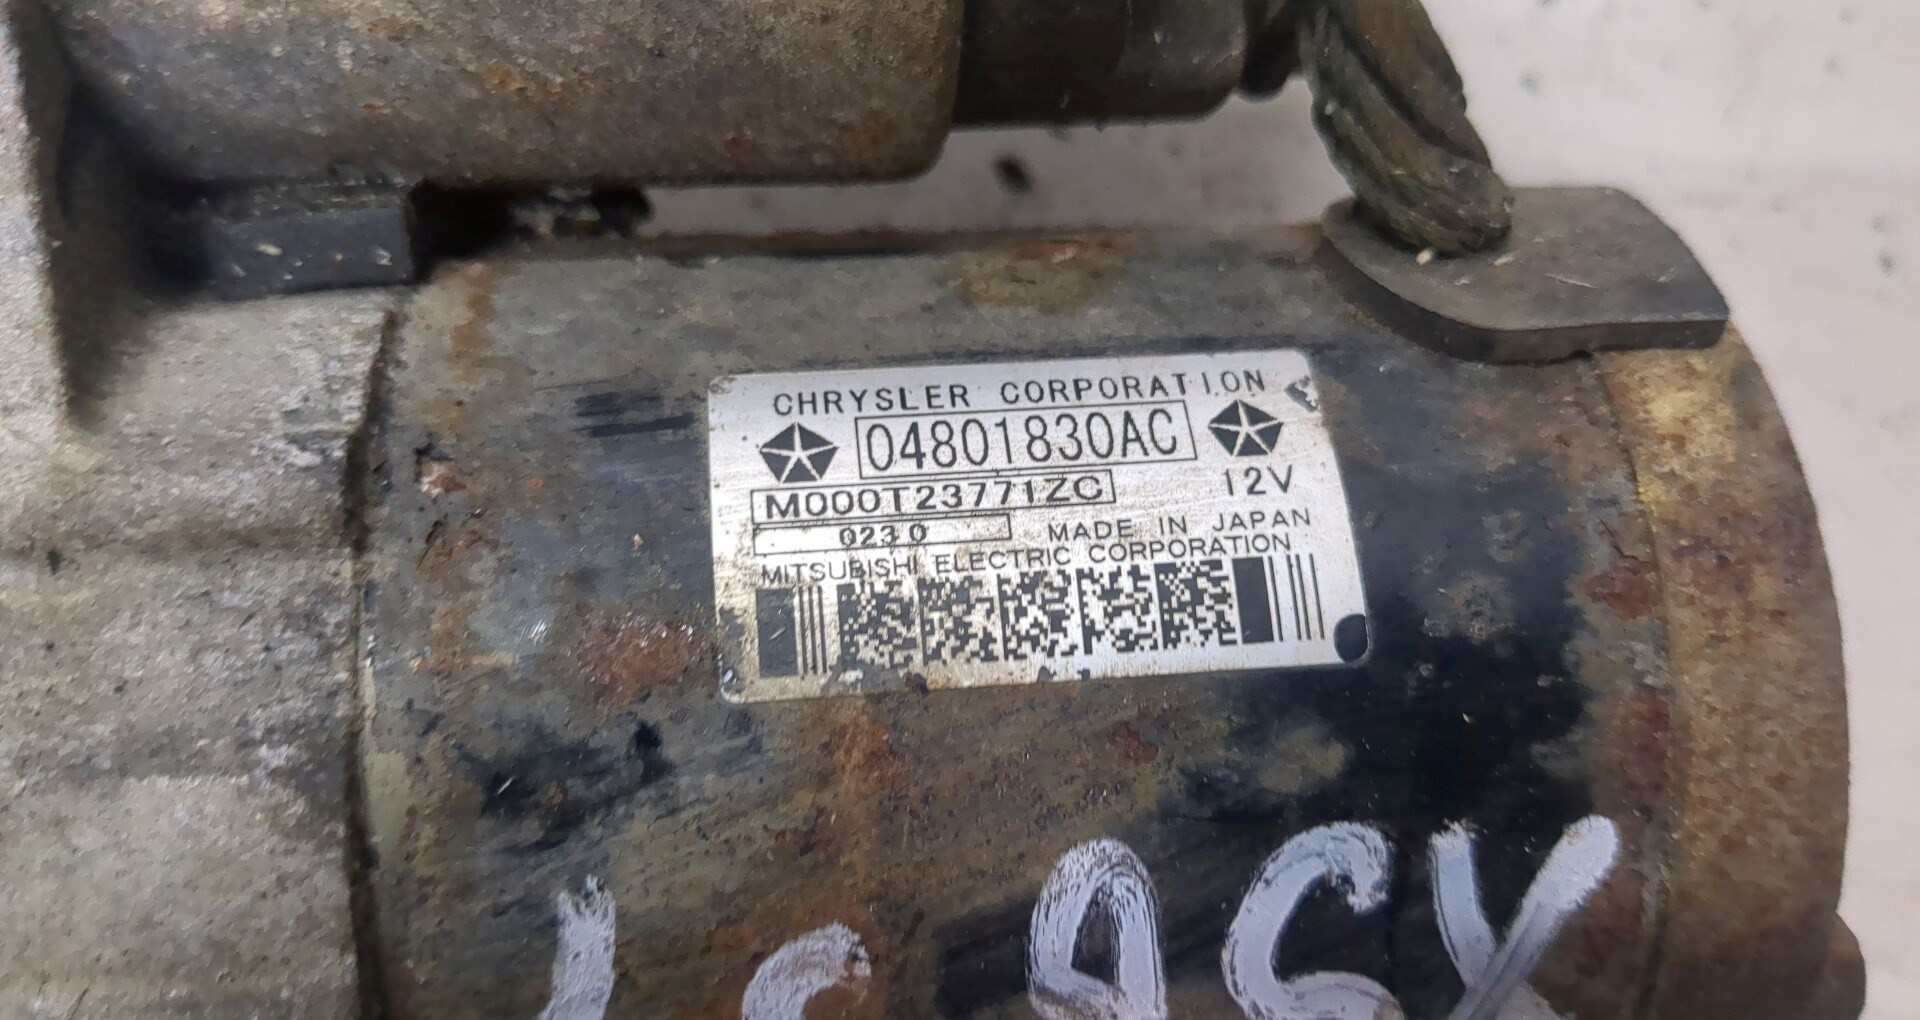 CHRYSLER CORPORATION
04801830AC
M000T23771ZC
12V
0230
MADE IN JAPAN
MITSUBISHI ELECTRIC CORPORATION